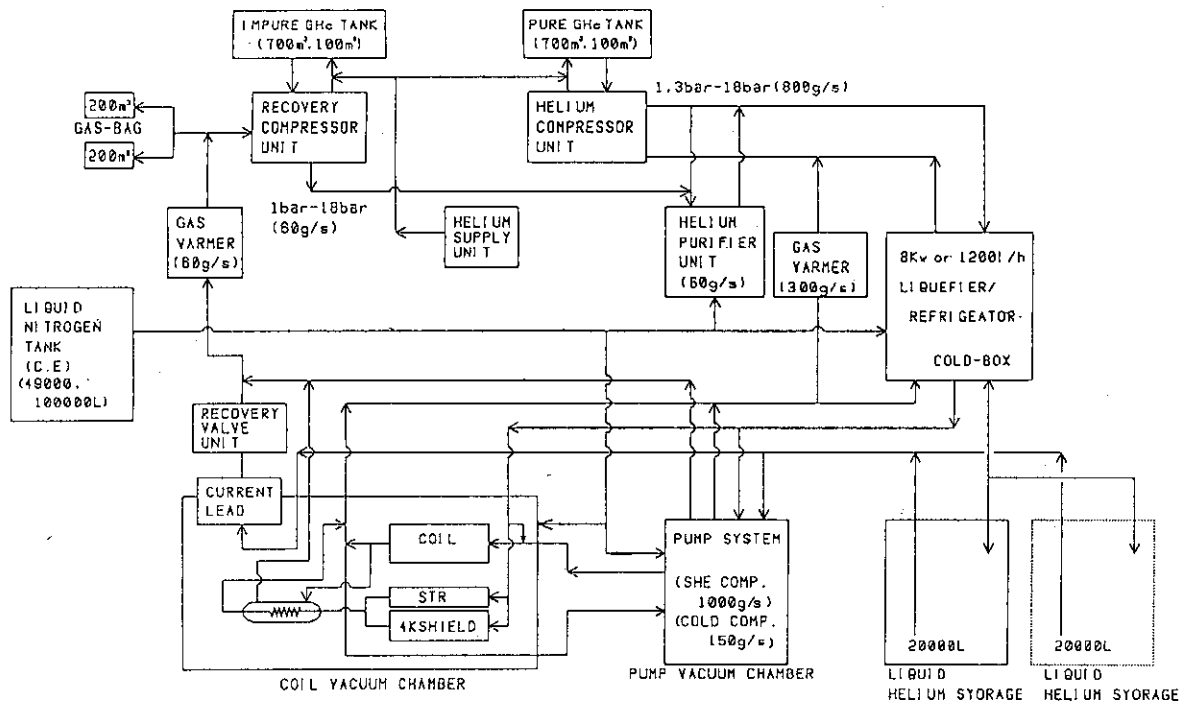 IMPURE GHe TANK
(700m³.100m³)
PURE GHe TANK
(700m³.100m³)
1.3bar-18bar(800g/s)
200m³
GAS-BAG
200m³
RECOVERY
COMPRESSOR
UNIT
HELIUM
COMPRESSOR
UNIT
1bar-18bar
(60g/s)
GAS
VARMER
(60g/s)
HELIUM
SUPPLY
UNIT
HELIUM
PURIFIER
UNIT
(60g/s)
GAS
VARMER
(300g/s)
8Kw or 1200l/h
LIQUEFIER/
REFRIGEATOR
COLD-BOX
LIQUID
NITROGEN
TANK
(C.E)
(49000.
100000L)
RECOVERY
VALVE
UNIT
CURRENT
LEAD
COIL
STR
4KSHIELD
COIL VACUUM CHAMBER
PUMP SYSTEM
(SHE COMP.
1000g/s)
(COLD COMP.
150g/s)
PUMP VACUUM CHAMBER
20000L
LIQUID
HELIUM SYORAGE
20000L
LIQUID
HELIUM SYORAGE